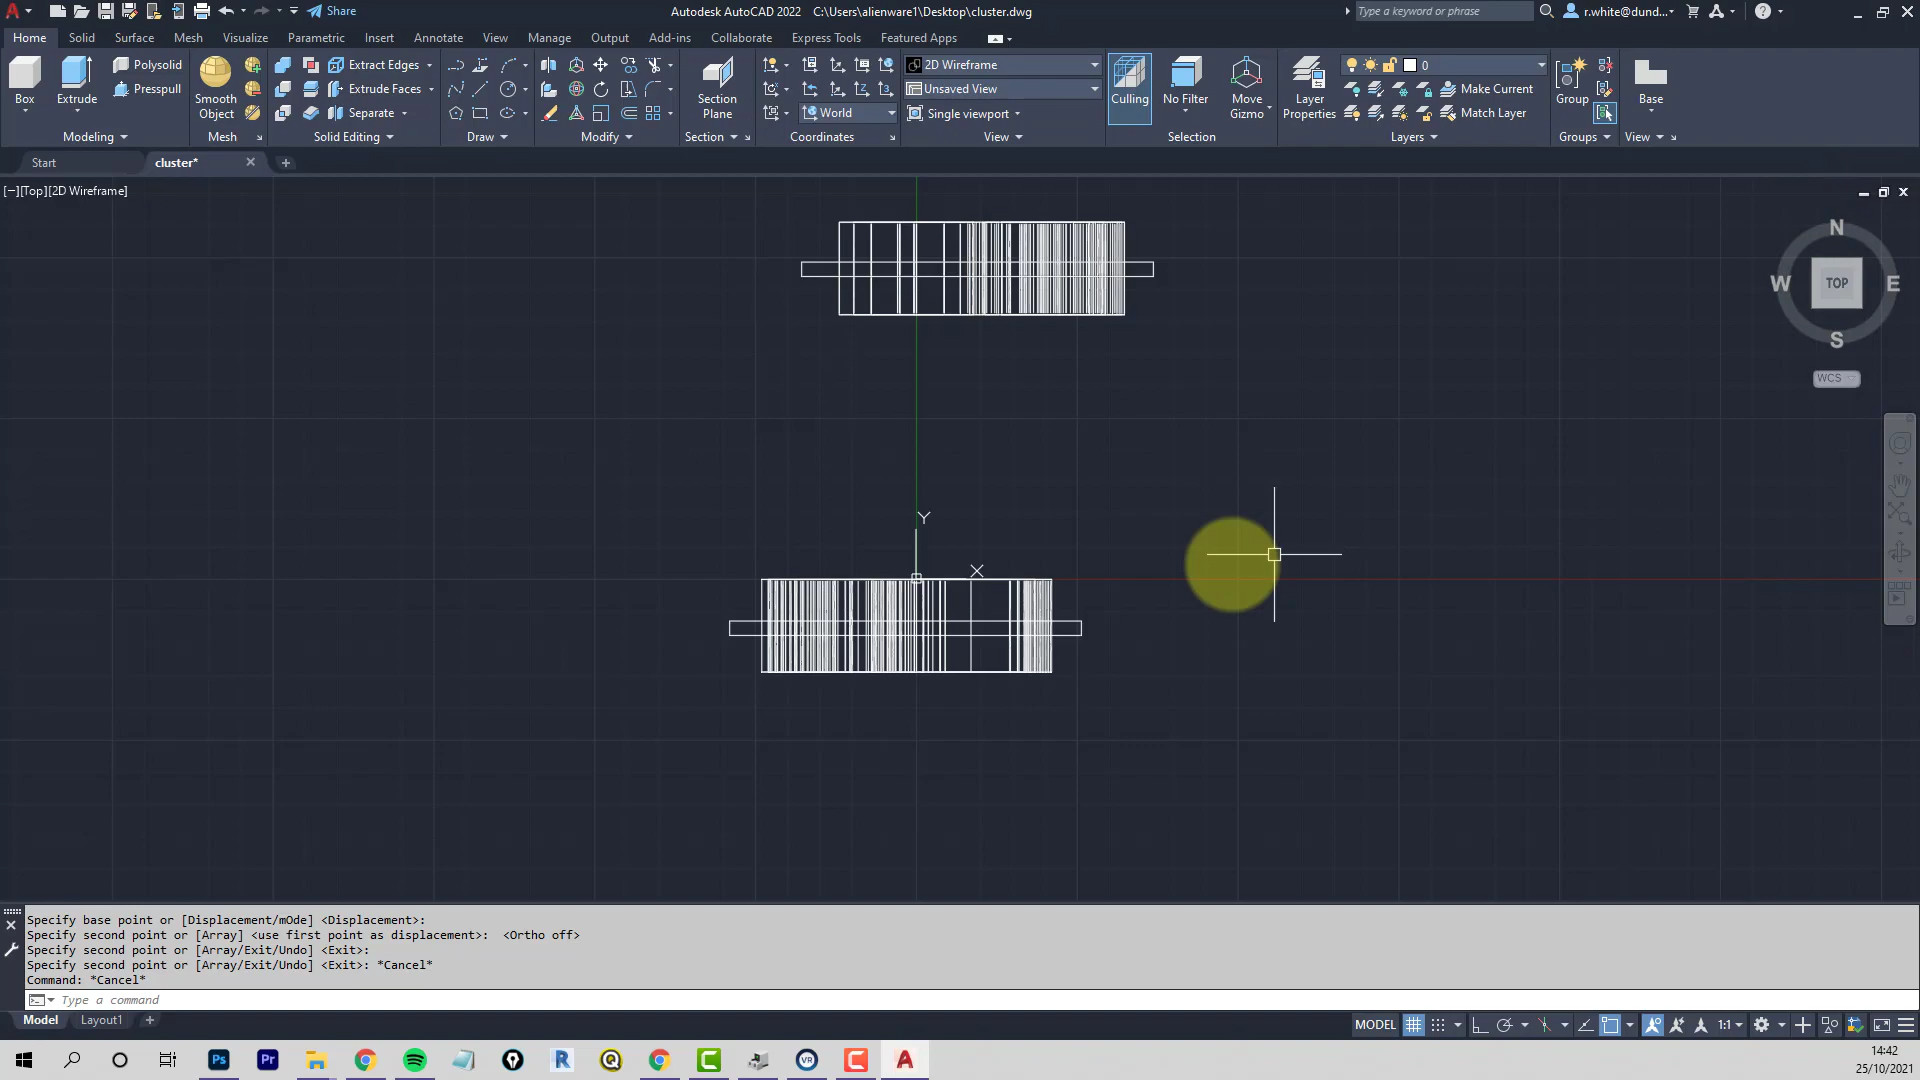 Share
Autodesk AutoCAD 2022 C:\Users\alienware1\Desktop\cluster.dwg
Type a keyword or phrase
r.white@dund...
Home Solid Surface Mesh Visualize Parametric Insert Annotate View Manage Output Add-ins Collaborate Express Tools Featured Apps
Box
Extrude
Polysolid
Presspull
Modeling
Smooth
Object
Mesh
Extract Edges
Extrude Faces
Separate
Solid Editing
Draw
Modify
Section
Plane
Section
World
Coordinates
2D Wireframe
Unsaved View
Single viewport
View
Culling
No Filter
Move
Gizmo
Selection
Layer
Properties
0
Make Current
Match Layer
Layers
Group
Groups
Base
View
Start
cluster*
[−][Top][2D Wireframe]
N
W TOP E
S
WCS
Y
X
Specify base point or [Displacement/mOde] <Displacement>:
Specify second point or [Array] <use first point as displacement>: <Ortho off>
Specify second point or [Array/Exit/Undo] <Exit>:
Specify second point or [Array/Exit/Undo] <Exit>: *Cancel*
Command: *Cancel*
Type a command
Model Layout1
MODEL
1:1
Ps Pr
R
VR
14:42
25/10/2021